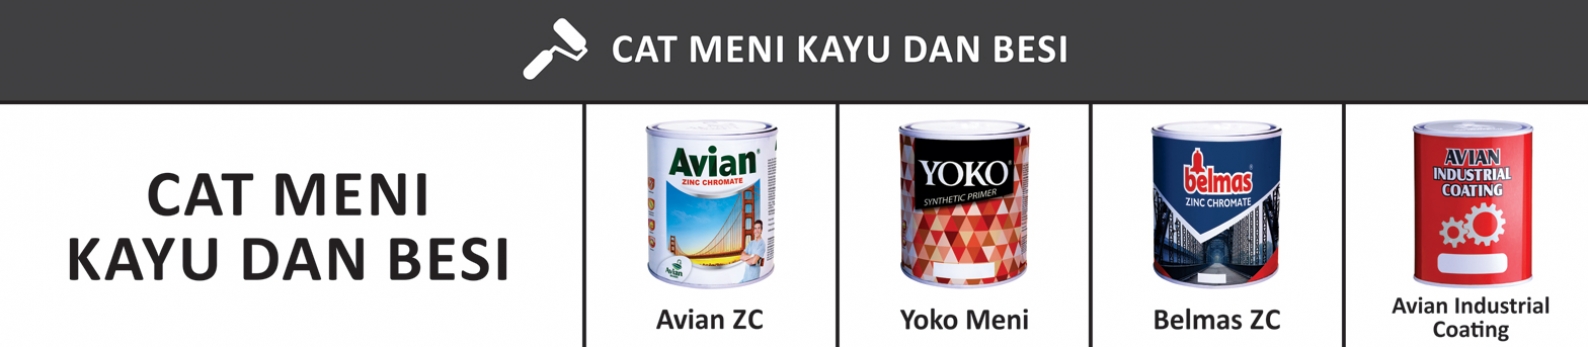 CAT MENI KAYU DAN BESI
CAT MENI
KAYU DAN BESI
Avian®
ZINC CHROMATE
Avian
Avian ZC
YOKO®
SYNTHETIC PRIMER
Yoko Meni
belmas
ZINC CHROMATE
Belmas ZC
AVIAN
INDUSTRIAL
COATING
Avian Industrial
Coating